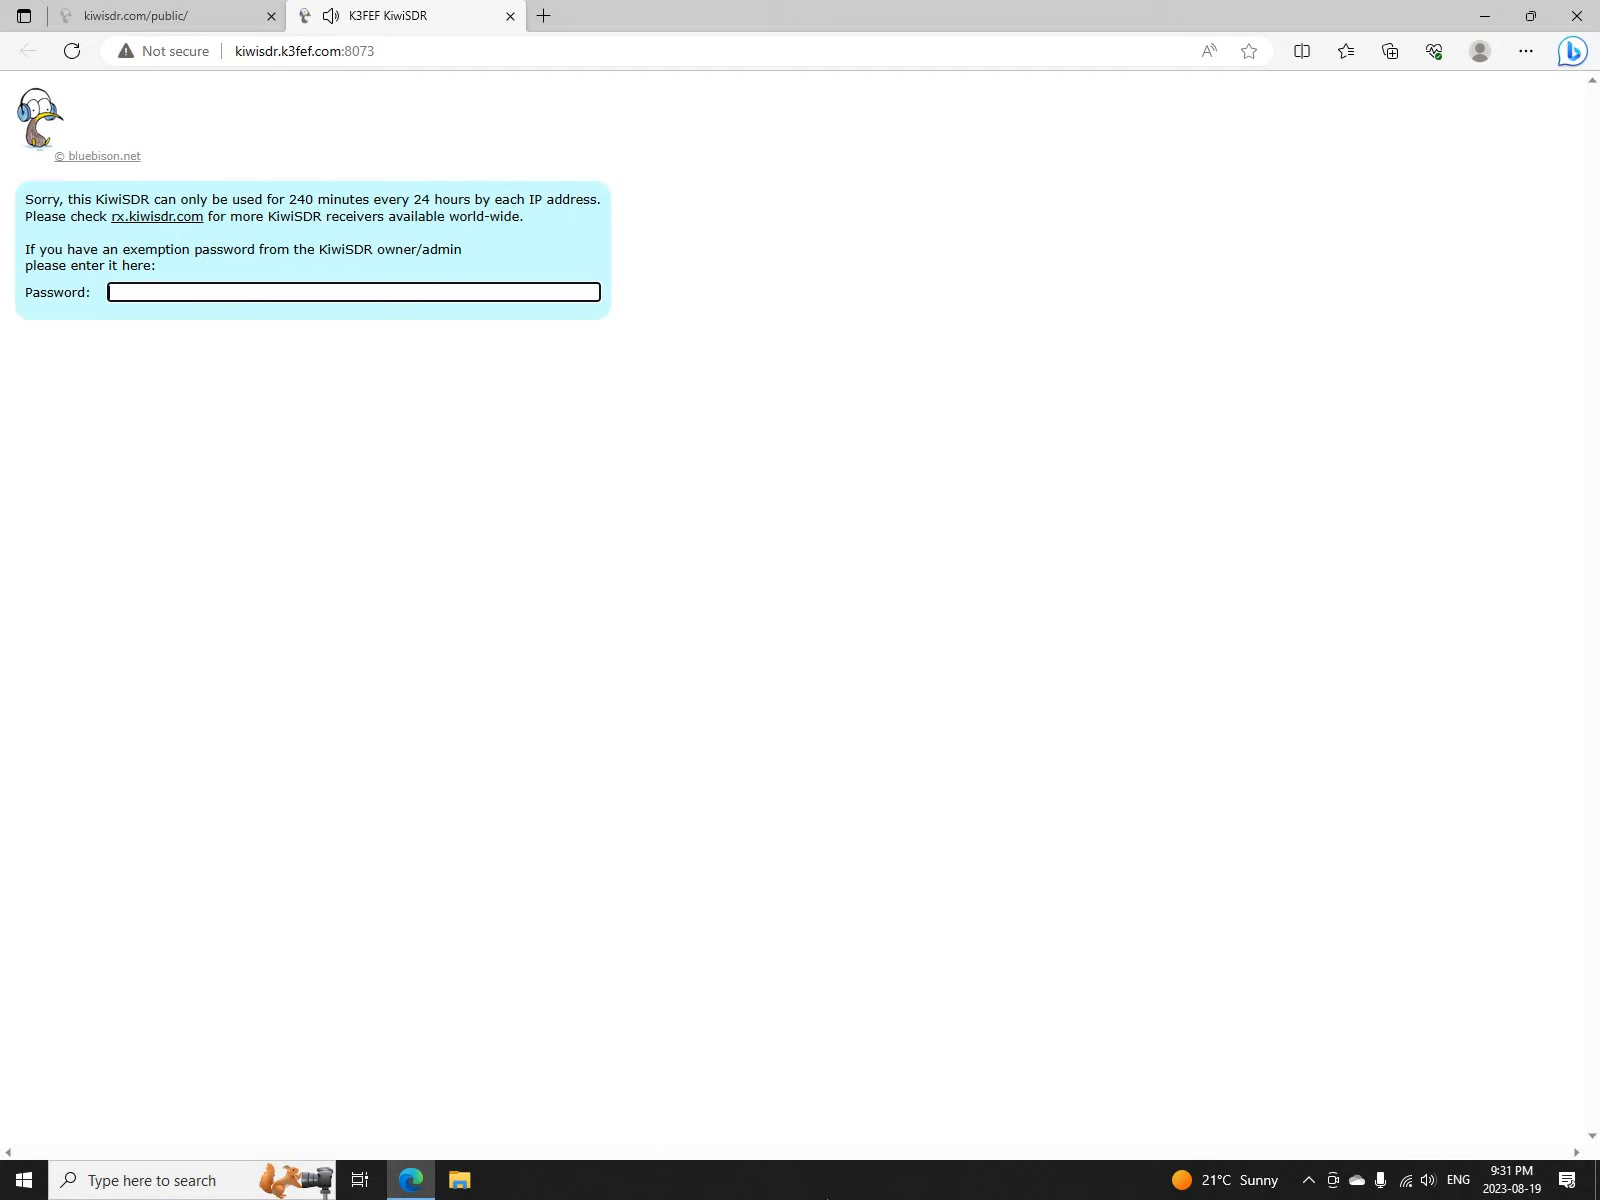 kiwisdr.com/public/
K3FEF KiwiSDR
Not secure
kiwisdr.k3fef.com:8073
© bluebison.net
Sorry, this KiwiSDR can only be used for 240 minutes every 24 hours by each IP address.
Please check rx.kiwisdr.com for more KiwiSDR receivers available world-wide.
If you have an exemption password from the KiwiSDR owner/admin
please enter it here:
Password:
Type here to search
21°C Sunny
ENG
9:31 PM
2023-08-19